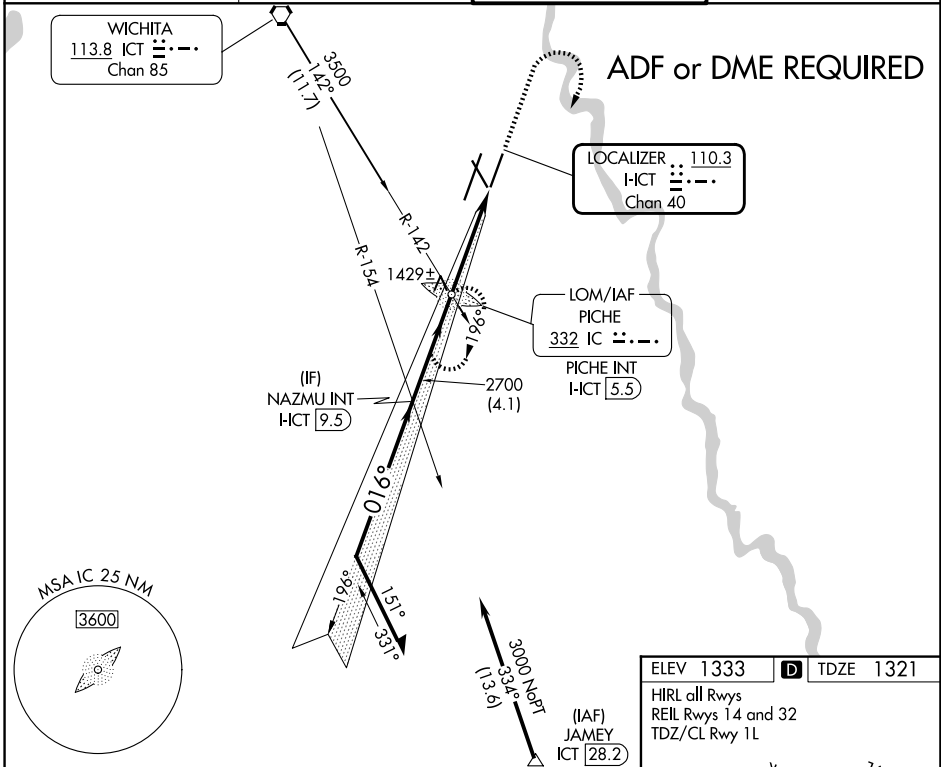 WICHITA
113.8 ICT
Chan 85
3500
142°
(11.7)
ADF or DME REQUIRED
LOCALIZER 110.3
I-ICT
Chan 40
R-142
R-154
1429±
LOM/IAF
PICHE
332 IC
PICHE INT
I-ICT 5.5
196°
(IF)
NAZMU INT
I-ICT 9.5
2700
(4.1)
016°
MSA IC 25 NM
3600
196°
151°
331°
3000 NoPT
334°
(13.6)
(IAF)
JAMEY
ICT 28.2
ELEV 1333 D TDZE 1321
HIRL all Rwys
REIL Rwys 14 and 32
TDZ/CL Rwy 1L